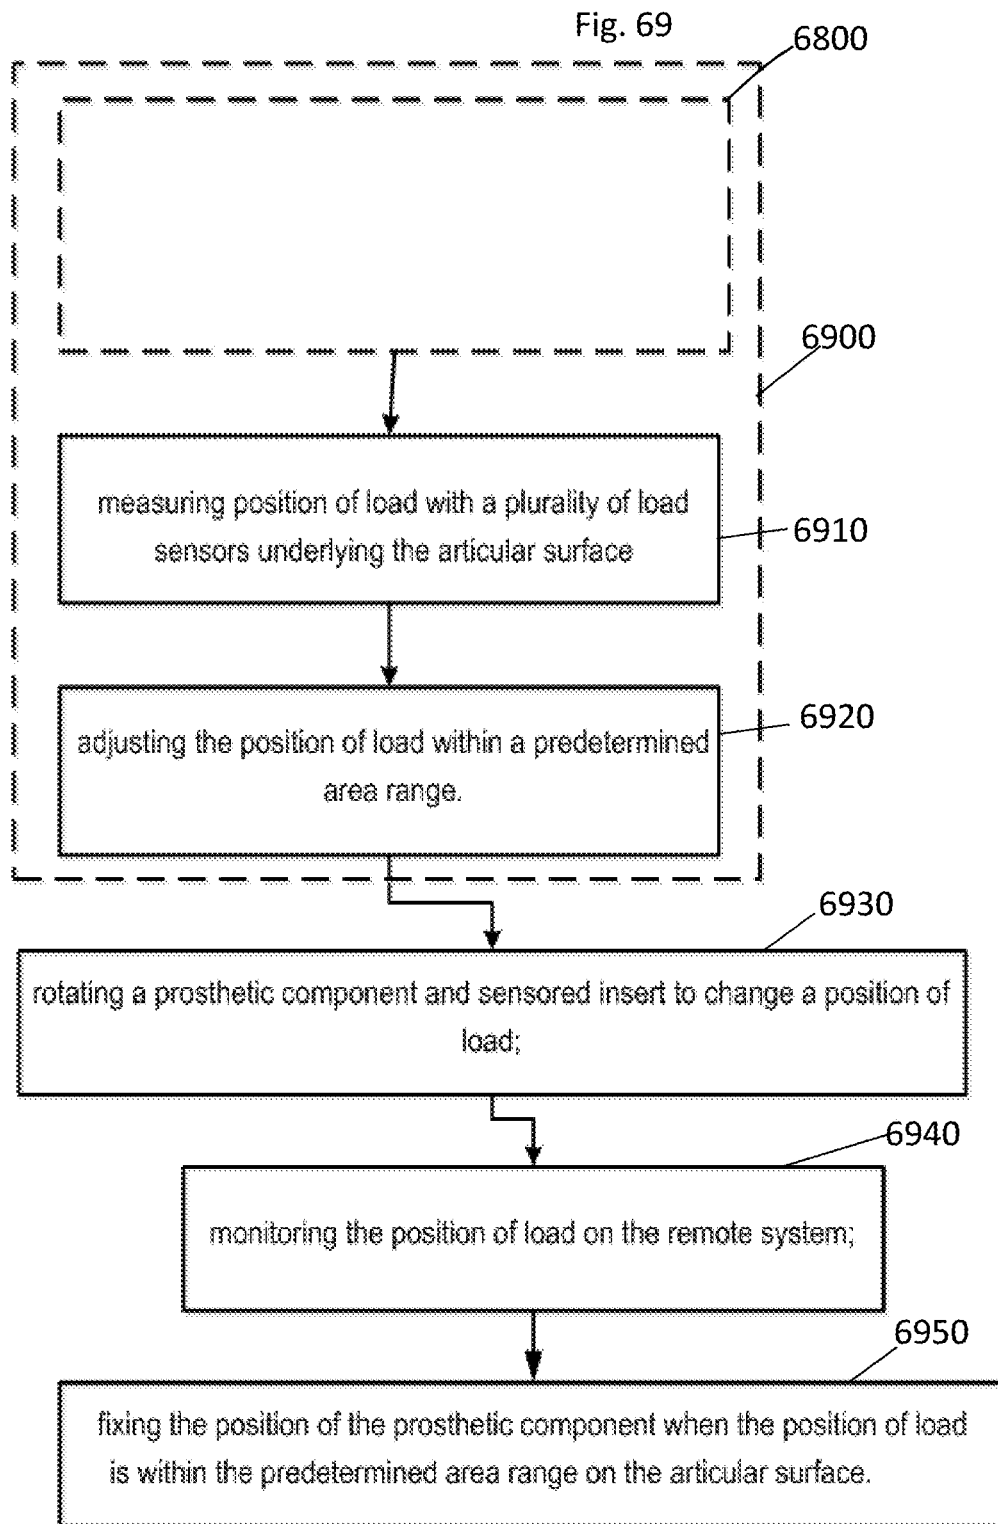 Fig. 69
6800
6900
measuring position of load with a plurality of load
sensors underlying the articular surface
6910
adjusting the position of load within a predetermined
area range.
6920
6930
rotating a prosthetic component and sensored insert to change a position of
load;
6940
monitoring the position of load on the remote system;
6950
fixing the position of the prosthetic component when the position of load
is within the predetermined area range on the articular surface.